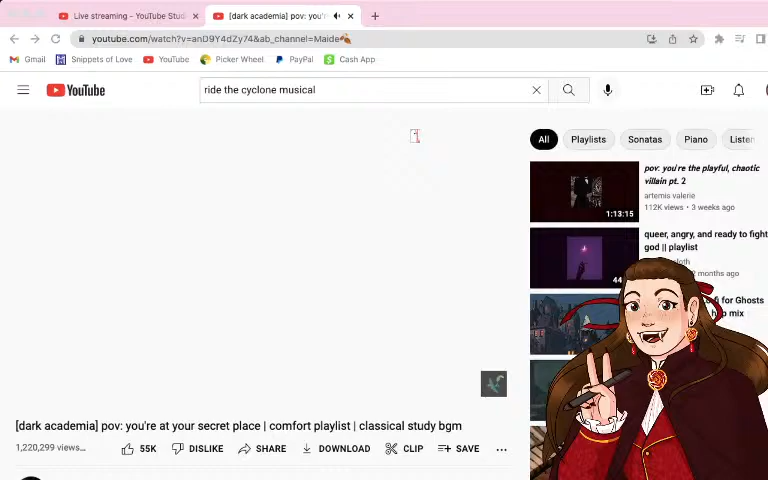 Live streaming - YouTube Stud
[dark academia] pov: you'r
youtube.com/watch?v=anD9Y4dZy74&ab_channel=Maide
Gmail
Snippets of Love
YouTube
Picker Wheel
PayPal
Cash App
YouTube
ride the cyclone musical
All
Playlists
Sonatas
Piano
Listen
pov: you're the playful, chaotic
villain pt. 2
artemis valerie
112K views • 3 weeks ago
1:13:15
queer, angry, and ready to fight
god || playlist
2 months ago
44
for Ghosts
mix
[dark academia] pov: you're at your secret place | comfort playlist | classical study bgm
1,220,299 views...
55K
DISLIKE
SHARE
DOWNLOAD
CLIP
SAVE
...